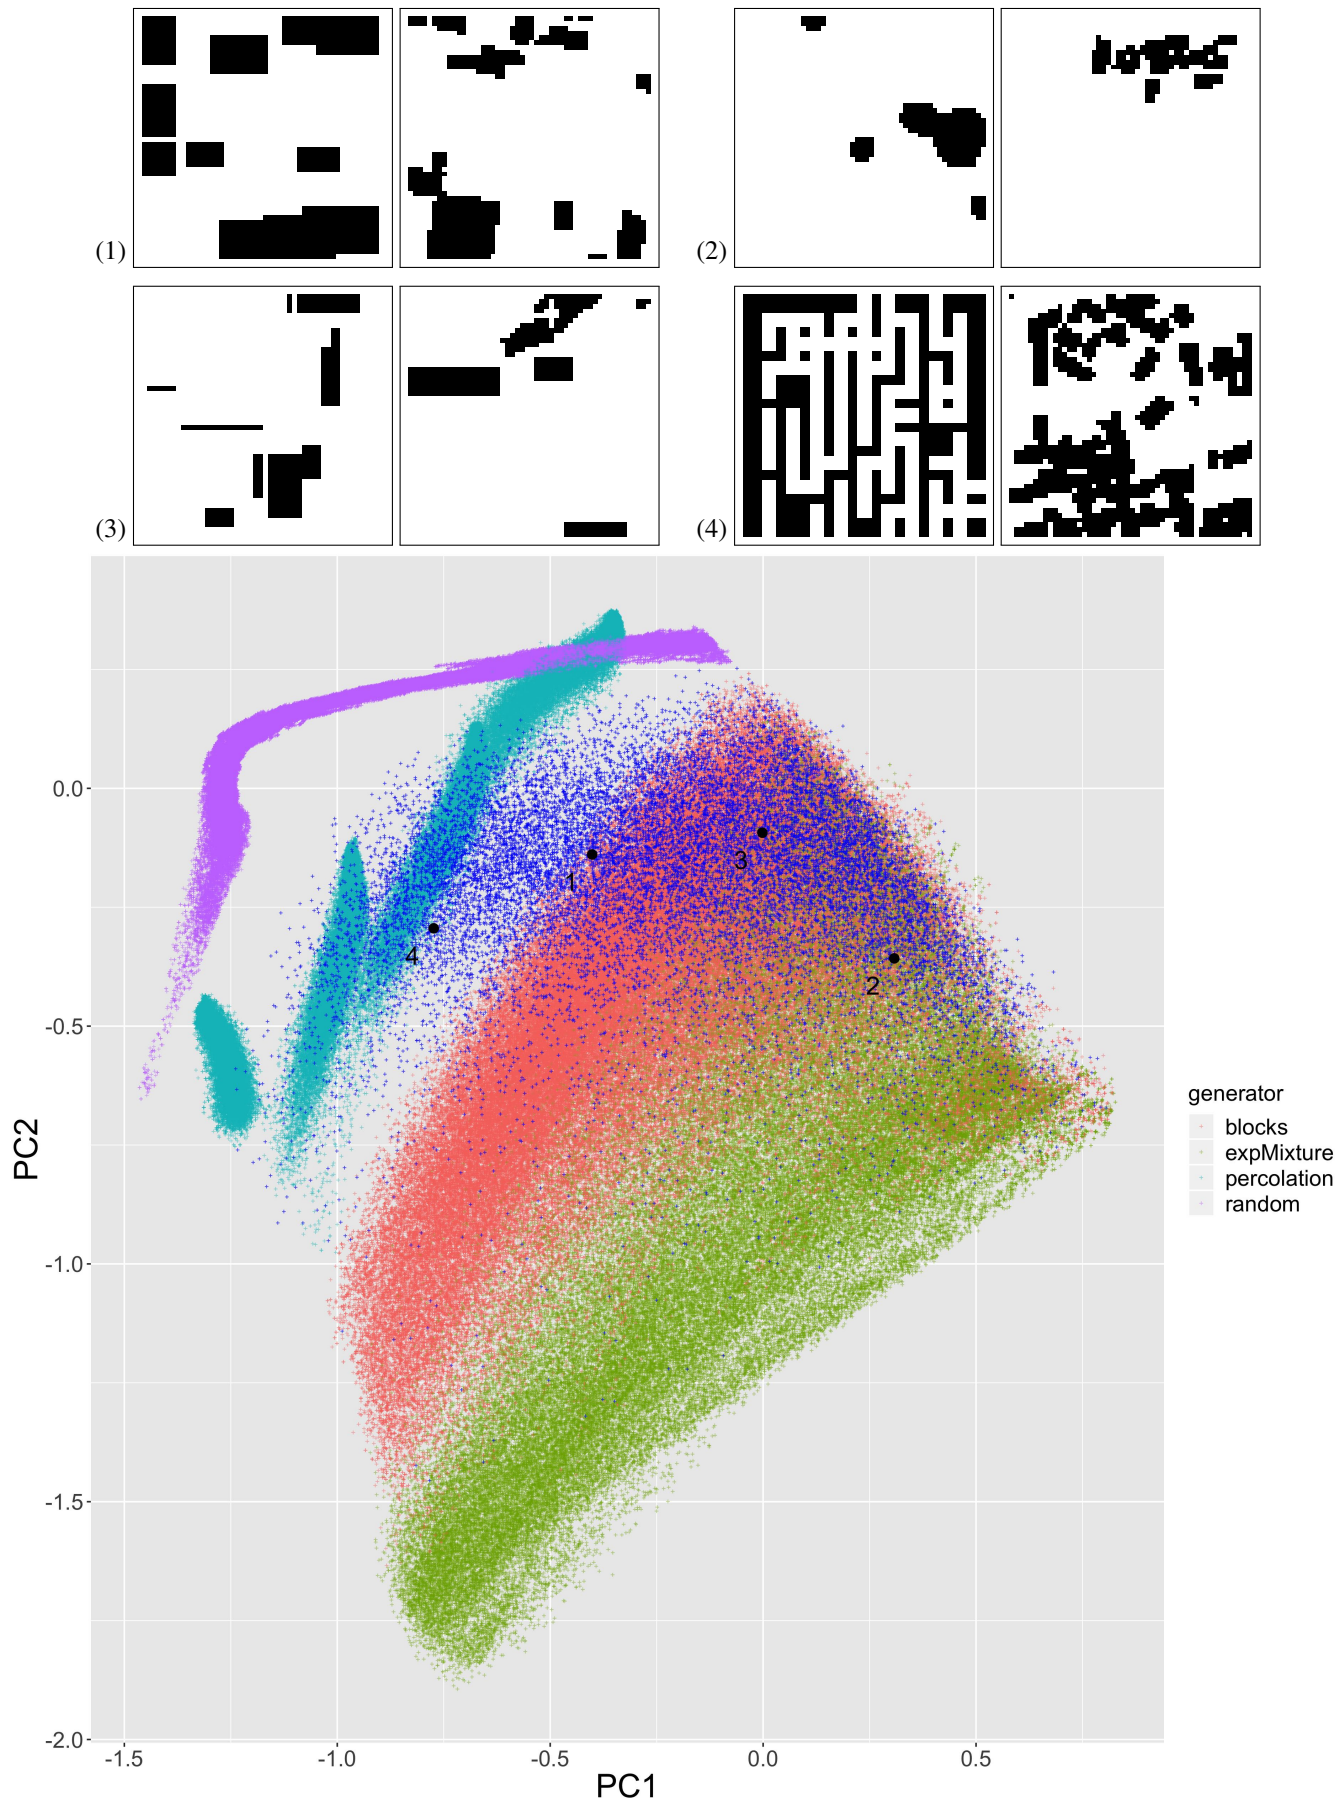 (1)
(2)
(3)
(4)
0.0
-0.5
-1.0
-1.5
-2.0
PC2
1
3
4
2
-1.5
-1.0
-0.5
0.0
0.5
PC1
generator
blocks
expMixture
percolation
random